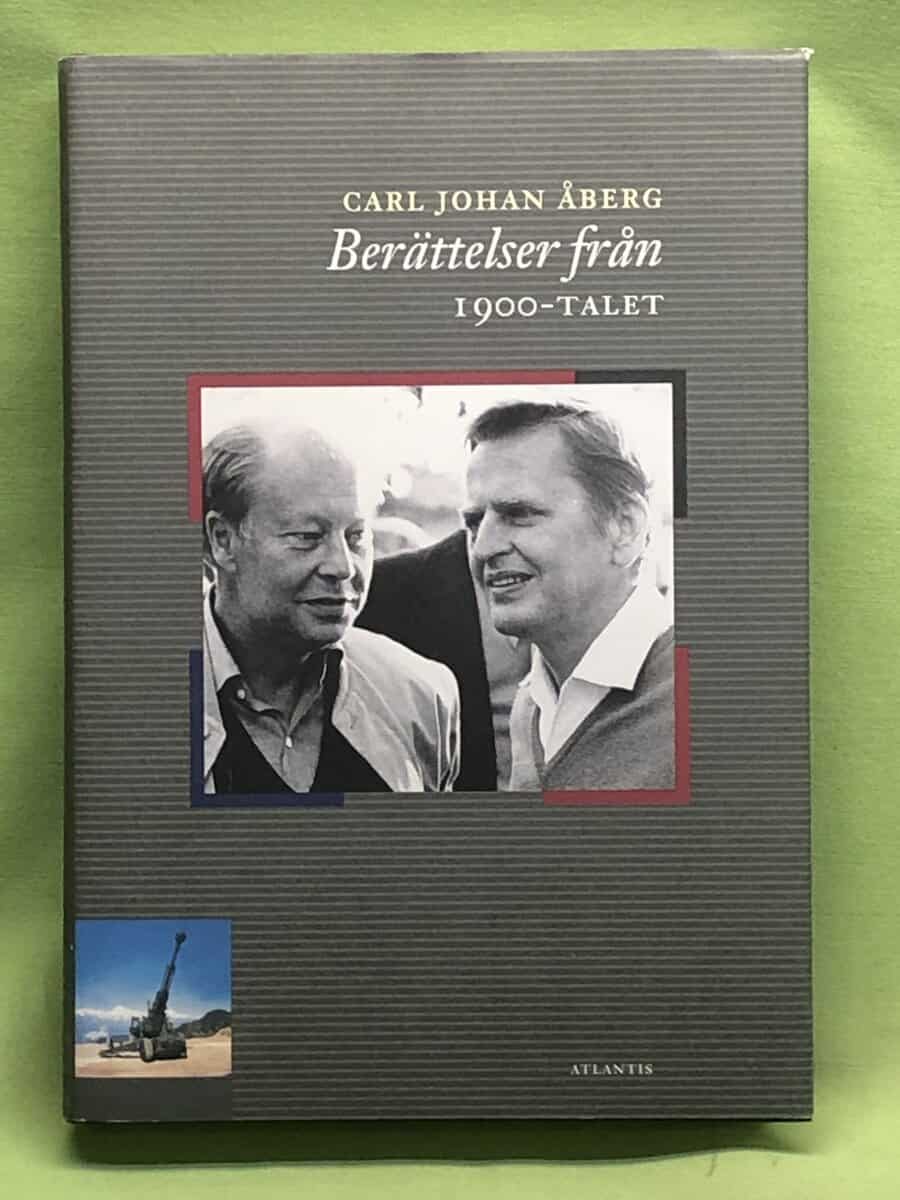 CARL JOHAN ÅBERG
Berättelser från
1900-TALET
ATLANTIS